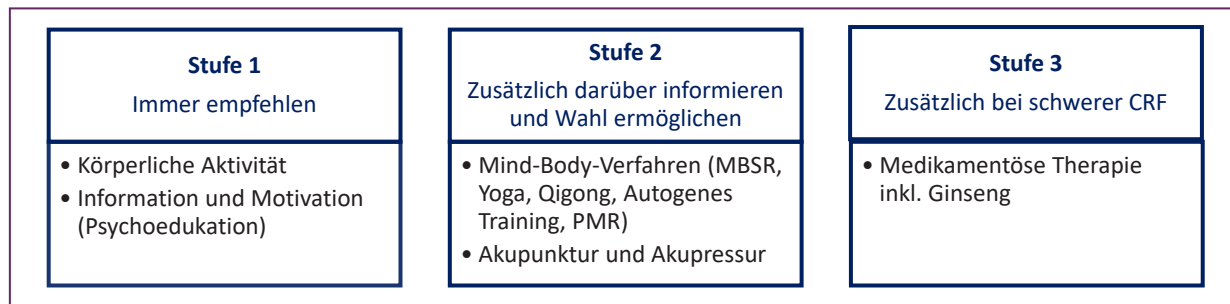 Stufe 1
Immer empfehlen
• Körperliche Aktivität
• Information und Motivation
(Psychoedukation)
Stufe 2
Zusätzlich darüber informieren
und Wahl ermöglichen
• Mind-Body-Verfahren (MBSR,
Yoga, Qigong, Autogenes
Training, PMR)
• Akupunktur und Akupressur
Stufe 3
Zusätzlich bei schwerer CRF
• Medikamentöse Therapie
inkl. Ginseng